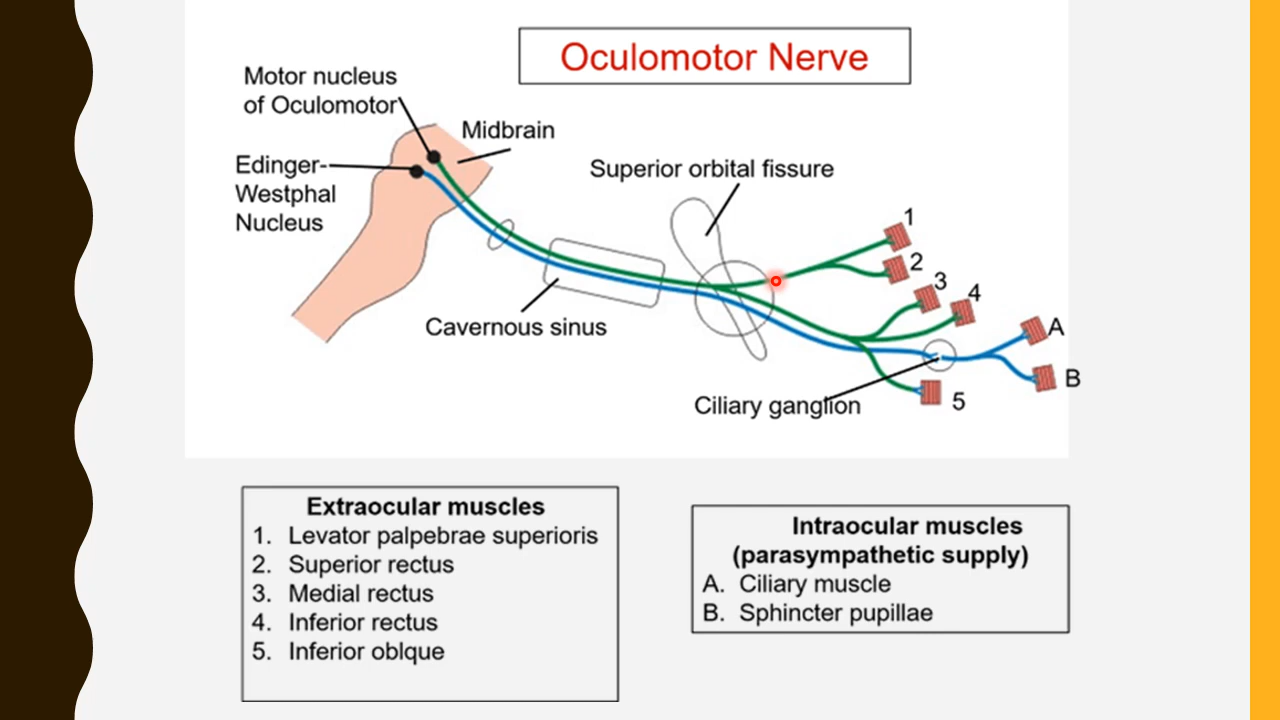 Oculomotor Nerve
Motor nucleus
of Oculomotor
Midbrain
Edinger-
Westphal
Nucleus
Superior orbital fissure
1
2
3
4
A
B
5
Cavernous sinus
Ciliary ganglion
Extraocular muscles
1. Levator palpebrae superioris
2. Superior rectus
3. Medial rectus
4. Inferior rectus
5. Inferior oblque
Intraocular muscles
(parasympathetic supply)
A. Ciliary muscle
B. Sphincter pupillae